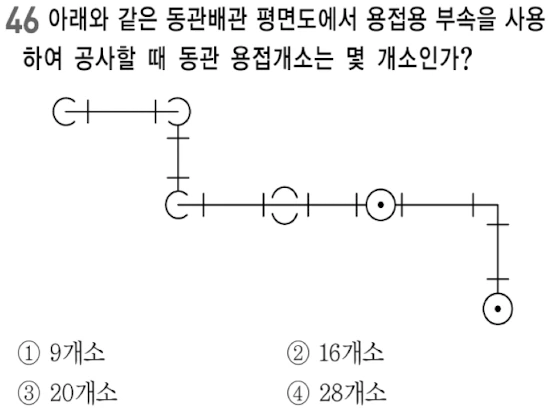 46 아래와 같은 동관배관 평면도에서 용접용 부속을 사용
하여 공사할 때 동관 용접개소는 몇 개소인가?
① 9개소 ② 16개소
③ 20개소 ④ 28개소